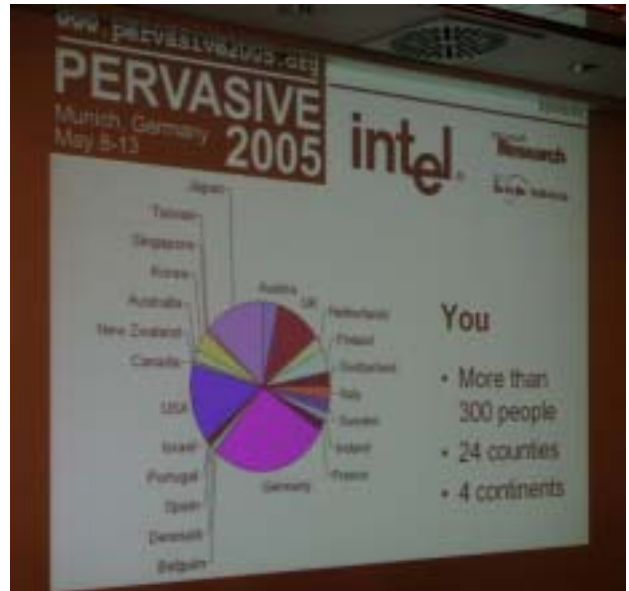 www.pervasive2005.org
PERVASIVE
Munich, Germany
2005
May 8-13
intel
Research
Japan
Taiwan
Singapore
Korea
Australia
New Zealand
Canada
USA
Israel
Portugal
Spain
Denmark
Belgium
Germany
Austria
UK
Netherlands
Finland
Switzerland
Italy
Sweden
Ireland
France
You
• More than
300 people
• 24 counties
• 4 continents